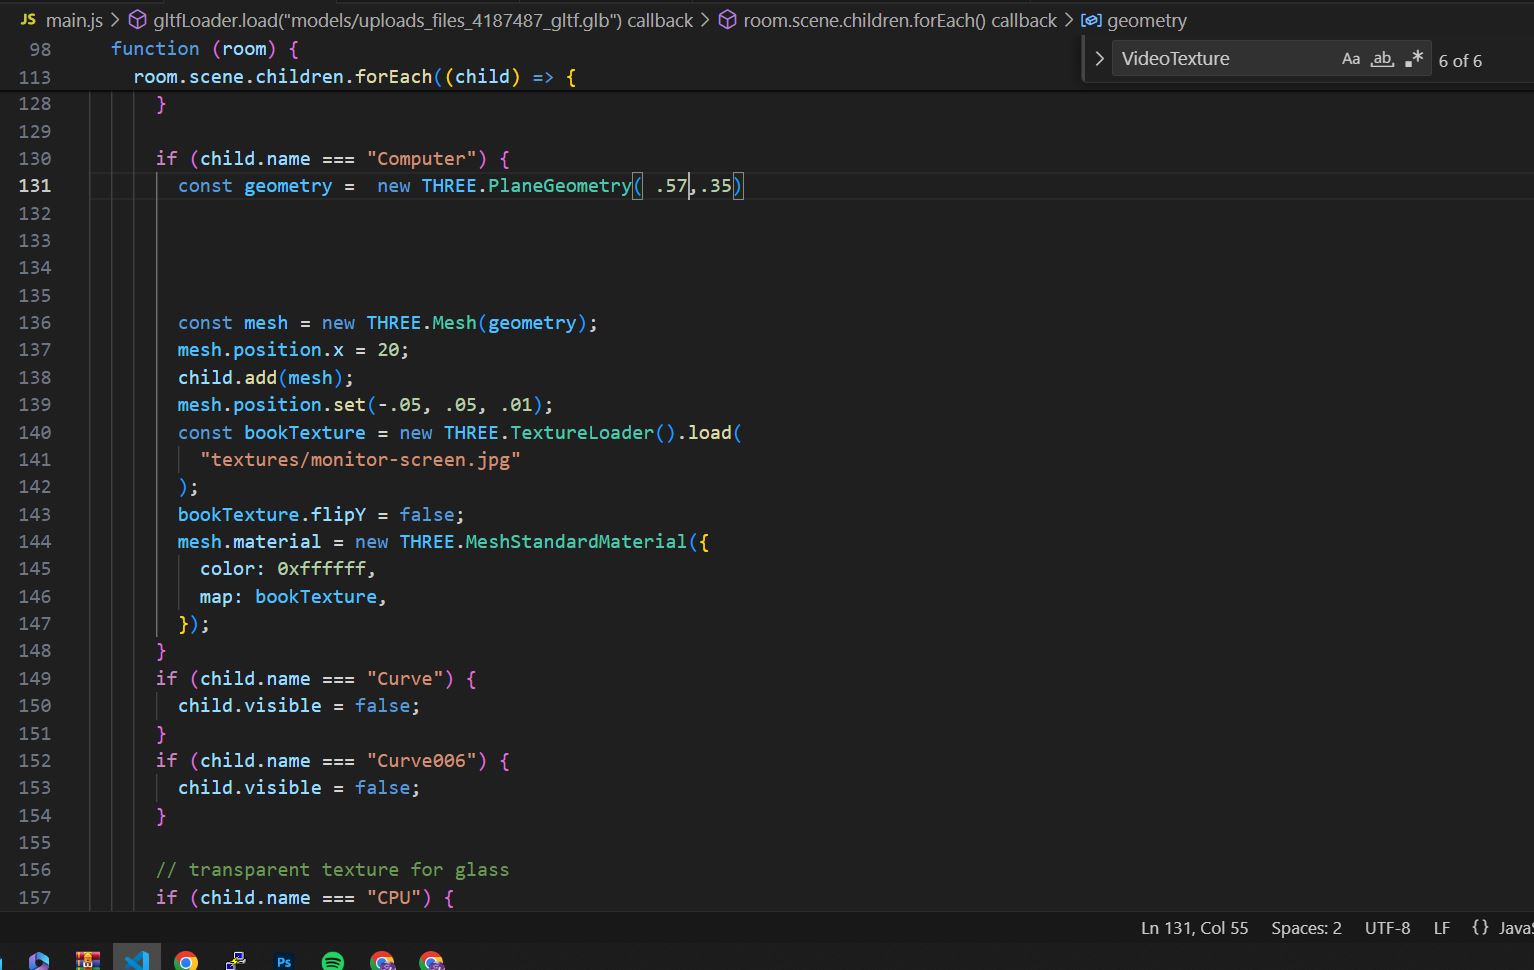 JS main.js > gltfLoader.load("models/uploads_files_4187487_gltf.glb") callback > room.scene.children.forEach() callback > geometry
VideoTexture Aa ab .* 6 of 6
98 function (room) {
113 room.scene.children.forEach((child) => {
128 }
129
130 if (child.name === "Computer") {
131 const geometry =  new THREE.PlaneGeometry( .57,.35)
132
133
134
135
136 const mesh = new THREE.Mesh(geometry);
137 mesh.position.x = 20;
138 child.add(mesh);
139 mesh.position.set(-.05, .05, .01);
140 const bookTexture = new THREE.TextureLoader().load(
141 "textures/monitor-screen.jpg"
142 );
143 bookTexture.flipY = false;
144 mesh.material = new THREE.MeshStandardMaterial({
145 color: 0xffffff,
146 map: bookTexture,
147 });
148 }
149 if (child.name === "Curve") {
150 child.visible = false;
151 }
152 if (child.name === "Curve006") {
153 child.visible = false;
154 }
155
156 // transparent texture for glass
157 if (child.name === "CPU") {
Ln 131, Col 55 Spaces: 2 UTF-8 LF {} Javas
Ps